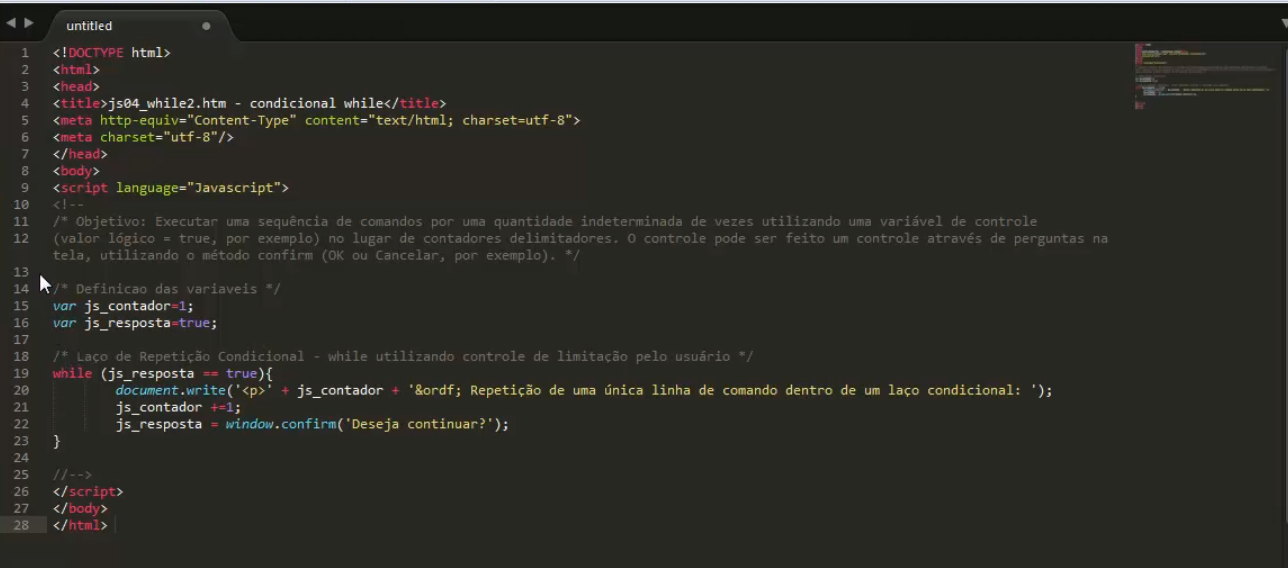 untitled
1 <!DOCTYPE html>
2 <html>
3 <head>
4 <title>js04_while2.htm - condicional while</title>
5 <meta http-equiv="Content-Type" content="text/html; charset=utf-8">
6 <meta charset="utf-8"/>
7 </head>
8 <body>
9 <script language="Javascript">
10 <!--
11 /* Objetivo: Executar uma sequência de comandos por uma quantidade indeterminada de vezes utilizando uma variável de controle
12 (valor lógico = true, por exemplo) no lugar de contadores delimitadores. O controle pode ser feito um controle através de perguntas na
tela, utilizando o método confirm (OK ou Cancelar, por exemplo). */
13
14 /* Definicao das variaveis */
15 var js_contador=1;
16 var js_resposta=true;
17
18 /* Laço de Repetição Condicional - while utilizando controle de limitação pelo usuário */
19 while (js_resposta == true){
20 document.write('<p>' + js_contador + '&ordf; Repetição de uma única linha de comando dentro de um laço condicional: ');
21 js_contador +=1;
22 js_resposta = window.confirm('Deseja continuar?');
23 }
24
25 //-->
26 </script>
27 </body>
28 </html>